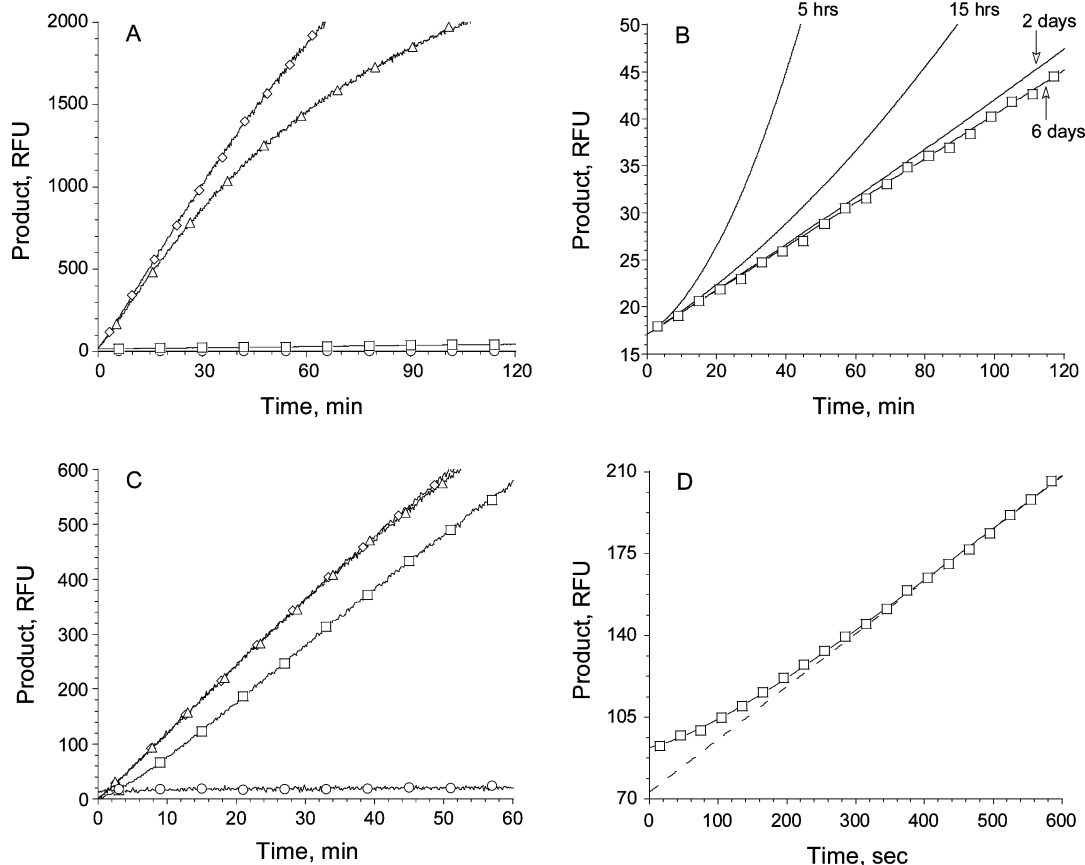 A
2000
1500
1000
500
0
Product, RFU
0 30 60 90 120
Time, min
B
5 hrs 15 hrs
2 days
6 days
50
45
40
35
30
25
20
15
Product, RFU
0 20 40 60 80 100 120
Time, min
C
600
500
400
300
200
100
0
Product, RFU
0 10 20 30 40 50 60
Time, min
D
210
175
140
105
70
Product, RFU
0 100 200 300 400 500 600
Time, sec